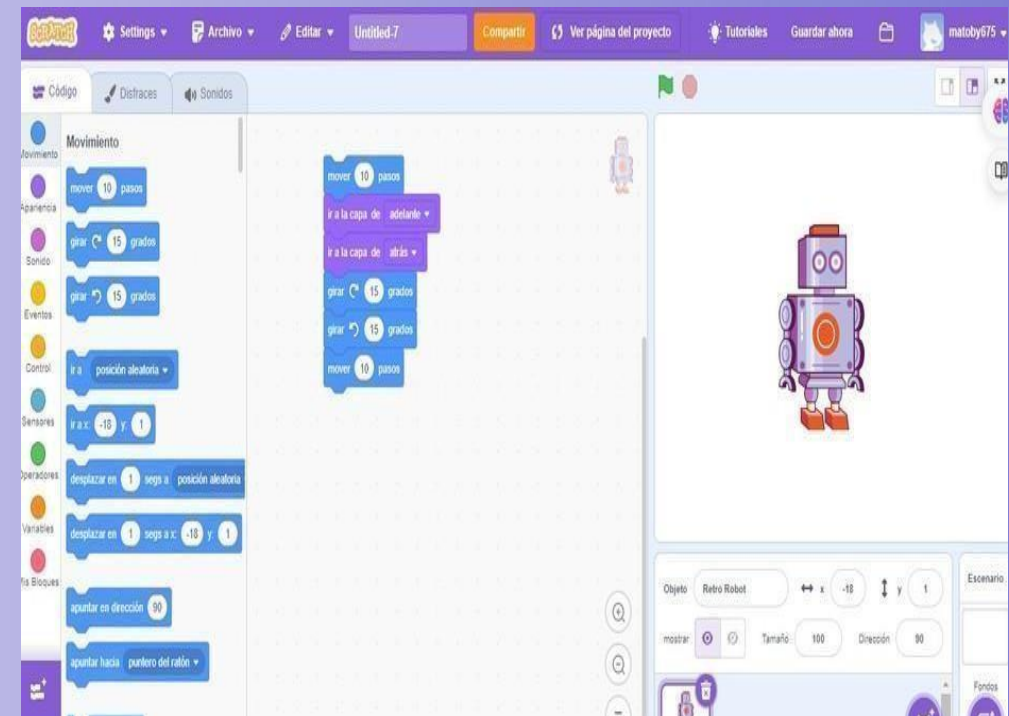 SCRATCH Settings Archivo Editar Untitled-7 Compartir Ver página del proyecto Tutoriales Guardar ahora matoby675
Código Disfraces Sonidos
Movimiento
Apariencia
Sonido
Eventos
Control
Sensores
Operadores
Variables
Mis Bloques
Movimiento
mover 10 pasos
girar 15 grados
girar 15 grados
ir a posición aleatoria
ir a x: -18 y: 1
desplazar en 1 segs a posición aleatoria
desplazar en 1 segs a x: -18 y: 1
apuntar en dirección 90
apuntar hacia puntero del ratón
mover 10 pasos
ir a la capa de adelante
ir a la capa de atrás
girar 15 grados
girar 15 grados
mover 10 pasos
Objeto Retro Robot x -18 y 1
mostrar Tamaño 100 Dirección 90
Escenario
Fondos